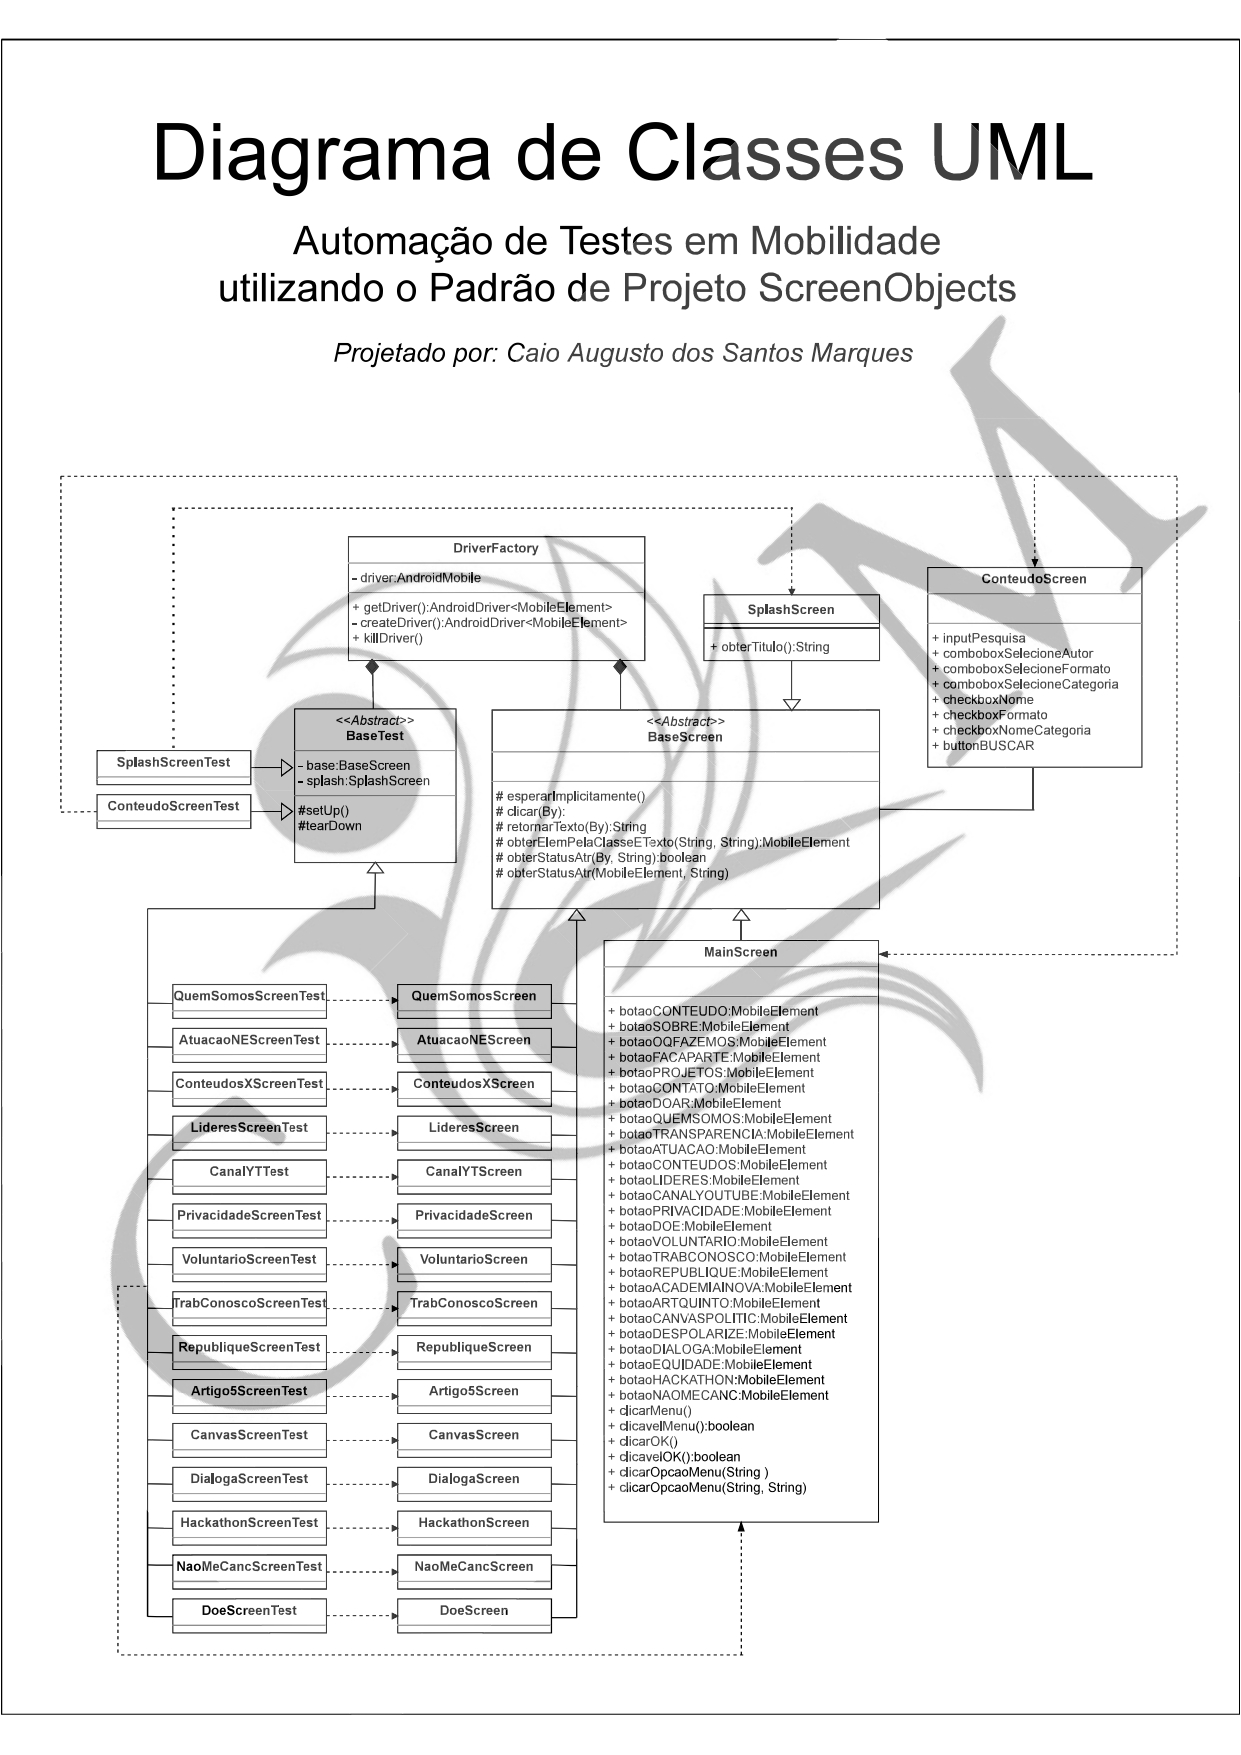 Diagrama de Classes UML
Automação de Testes em Mobilidade
utilizando o Padrão de Projeto ScreenObjects
Projetado por: Caio Augusto dos Santos Marques
DriverFactory
- driver:AndroidMobile
+ getDriver():AndroidDriver<MobileElement>
- createDriver():AndroidDriver<MobileElement>
+ killDriver()
SplashScreen
+ obterTitulo():String
ConteudoScreen
+ inputPesquisa
+ comboboxSelecioneAutor
+ comboboxSelecioneFormato
+ comboboxSelecioneCategoria
+ checkboxNome
+ checkboxFormato
+ checkboxNomeCategoria
+ buttonBUSCAR
SplashScreenTest
ConteudoScreenTest
<<Abstract>>
BaseTest
- base:BaseScreen
- splash:SplashScreen
#setUp()
#tearDown
<<Abstract>>
BaseScreen
# esperarImplicitamente()
# clicar(By):
# retornarTexto(By):String
# obterElemPelaClasseETexto(String, String):MobileElement
# obterStatusAtr(By, String):boolean
# obterStatusAtr(MobileElement, String)
MainScreen
+ botaoCONTEUDO:MobileElement
+ botaoSOBRE:MobileElement
+ botaoOQFAZEMOS:MobileElement
+ botaoFACAPARTE:MobileElement
+ botaoPROJETOS:MobileElement
+ botaoCONTATO:MobileElement
+ botaoDOAR:MobileElement
+ botaoQUEMSOMOS:MobileElement
+ botaoTRANSPARENCIA:MobileElement
+ botaoATUACAO:MobileElement
+ botaoCONTEUDOS:MobileElement
+ botaoLIDERES:MobileElement
+ botaoCANALYOUTUBE:MobileElement
+ botaoPRIVACIDADE:MobileElement
+ botaoDOE:MobileElement
+ botaoVOLUNTARIO:MobileElement
+ botaoTRABCONOSCO:MobileElement
+ botaoREPUBLIQUE:MobileElement
+ botaoACADEMIAINOVA:MobileElement
+ botaoARTQUINTO:MobileElement
+ botaoCANVASPOLITIC:MobileElement
+ botaoDESPOLARIZE:MobileElement
+ botaoDIALOGA:MobileElement
+ botaoEQUIDADE:MobileElement
+ botaoHACKATHON:MobileElement
+ botaoNAOMECANC:MobileElement
+ clicarMenu()
+ clicavelMenu():boolean
+ clicarOK()
+ clicavelOK():boolean
+ clicarOpcaoMenu(String )
+ clicarOpcaoMenu(String, String)
QuemSomosScreenTest QuemSomosScreen
AtuacaoNEScreenTest AtuacaoNEScreen
ConteudosXScreenTest ConteudosXScreen
LideresScreenTest LideresScreen
CanalYTTest CanalYTScreen
PrivacidadeScreenTest PrivacidadeScreen
VoluntarioScreenTest VoluntarioScreen
TrabConoscoScreenTest TrabConoscoScreen
RepubliqueScreenTest RepubliqueScreen
Artigo5ScreenTest Artigo5Screen
CanvasScreenTest CanvasScreen
DialogaScreenTest DialogaScreen
HackathonScreenTest HackathonScreen
NaoMeCancScreenTest NaoMeCancScreen
DoeScreenTest DoeScreen
C M